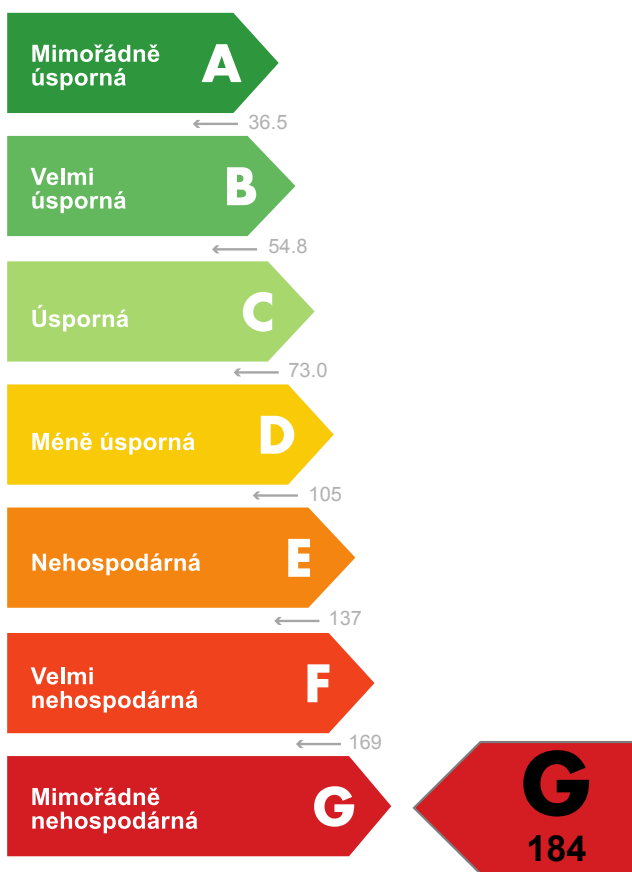 Mimořádně
úsporná
A
← 36.5
Velmi
úsporná
B
← 54.8
Úsporná
C
← 73.0
Méně úsporná
D
← 105
Nehospodárná
E
← 137
Velmi
nehospodárná
F
← 169
Mimořádně
nehospodárná
G
G
184